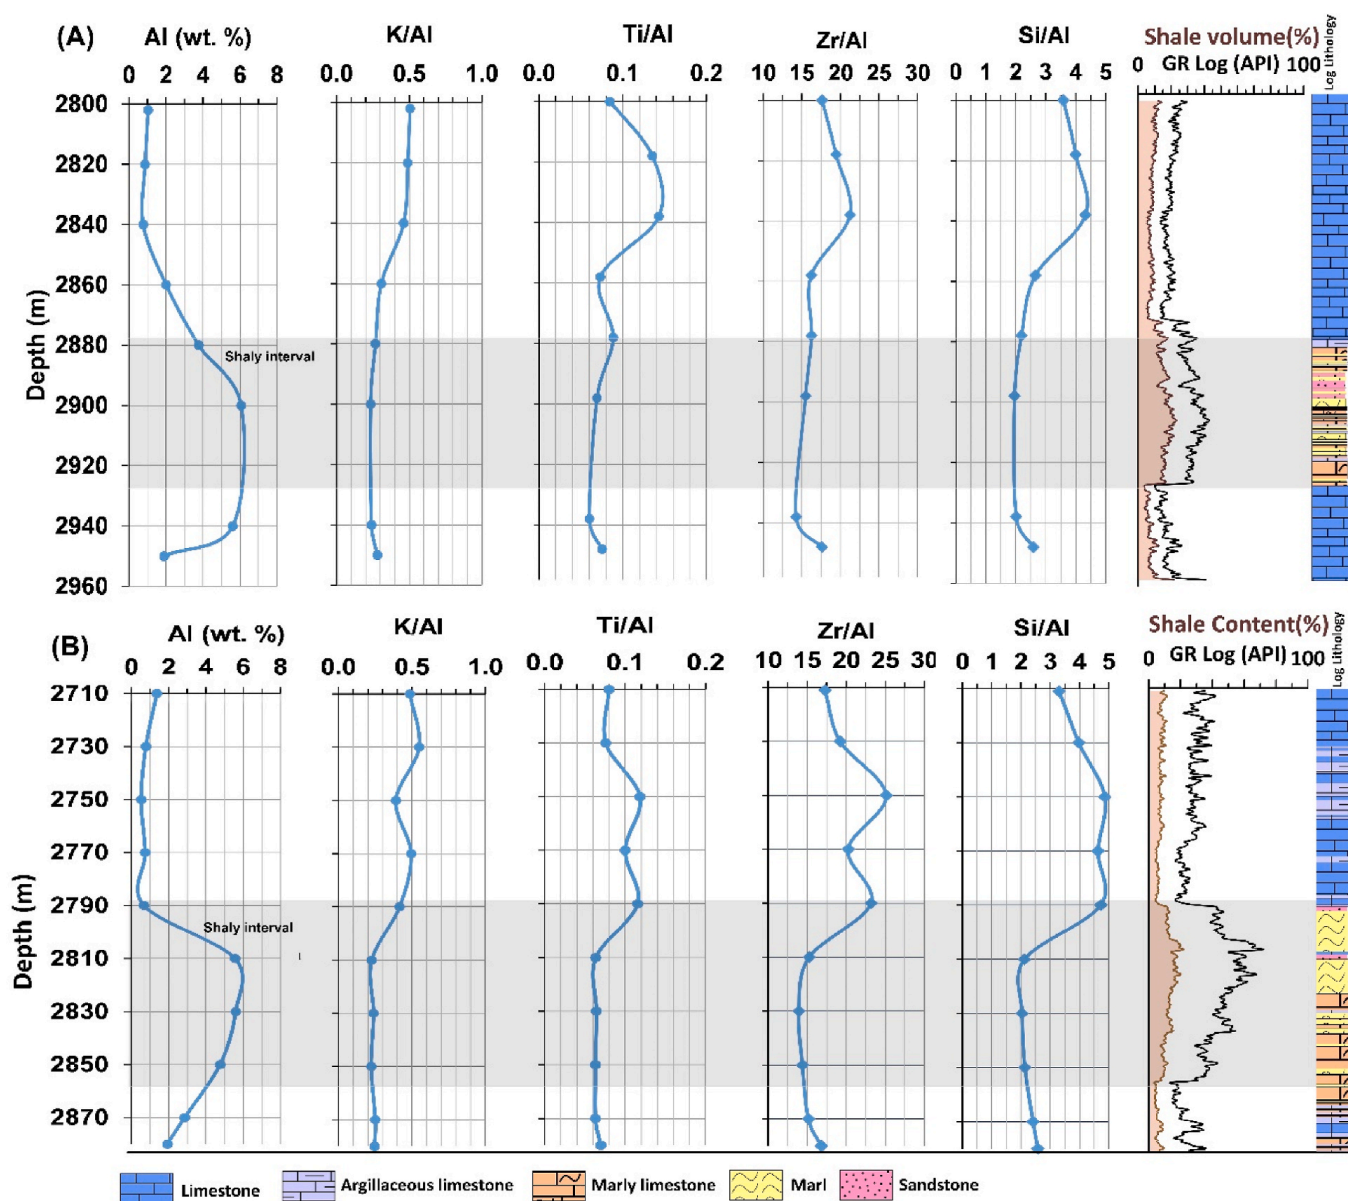 (A) Al (wt. %) K/Al Ti/Al Zr/Al Si/Al Shale volume(%)
GR Log (API) 100 Log Lithology
0 2 4 6 8 0.0 0.5 1.0 0.0 0.1 0.2 10 15 20 25 30 0 1 2 3 4 5 0
2800
2820
2840
2860
2880
Shaly interval
2900
2920
2940
2960
Depth (m)
(B) Al (wt. %) K/Al Ti/Al Zr/Al Si/Al Shale Content(%)
0 GR Log (API) 100 Log Lithology
0 2 4 6 8 0.0 0.5 1.0 0.0 0.1 0.2 10 15 20 25 30 0 1 2 3 4 5
2710
2730
2750
2770
2790
Shaly interval
2810
2830
2850
2870
Depth (m)
Limestone Argillaceous limestone Marly limestone Marl Sandstone